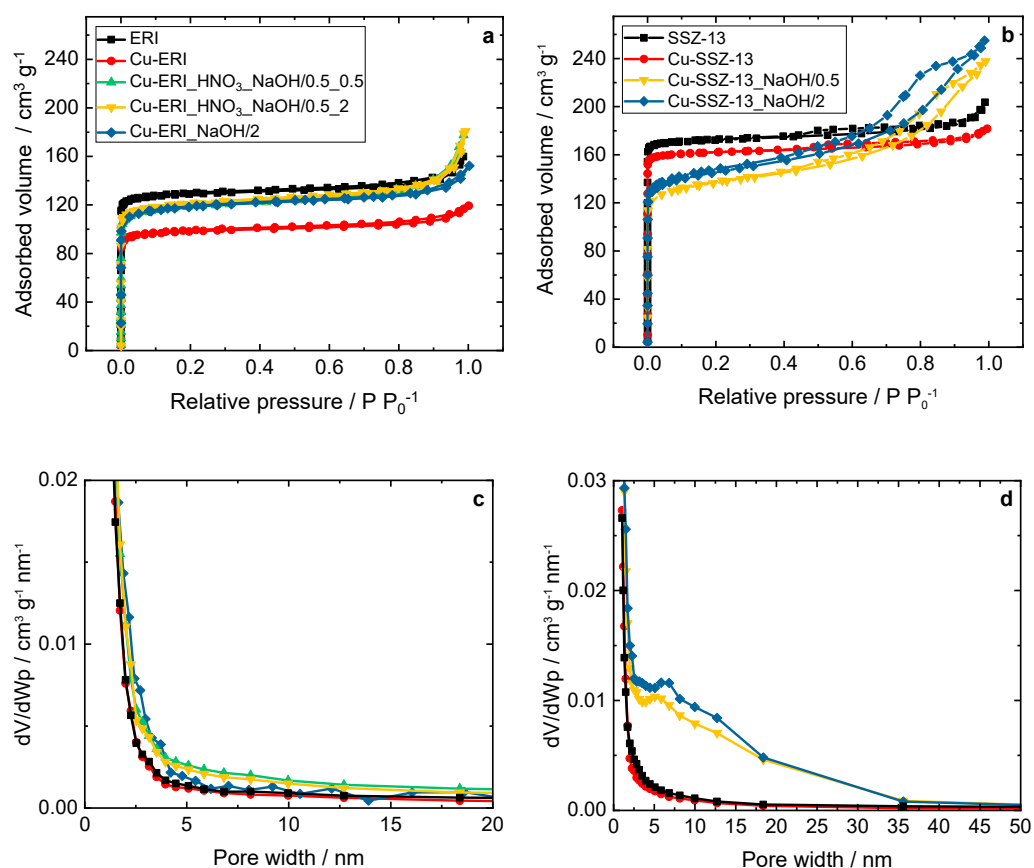 a
ERI
Cu-ERI
Cu-ERI_HNO₃_NaOH/0.5_0.5
Cu-ERI_HNO₃_NaOH/0.5_2
Cu-ERI_NaOH/2
Adsorbed volume / cm³ g⁻¹
240
200
160
120
80
40
0
0.0 0.2 0.4 0.6 0.8 1.0
Relative pressure / P P₀⁻¹
b
SSZ-13
Cu-SSZ-13
Cu-SSZ-13_NaOH/0.5
Cu-SSZ-13_NaOH/2
Adsorbed volume / cm³ g⁻¹
240
200
160
120
80
40
0
0.0 0.2 0.4 0.6 0.8 1.0
Relative pressure / P P₀⁻¹
c
dV/dWp / cm³ g⁻¹ nm⁻¹
0.02
0.01
0.00
0 5 10 15 20
Pore width / nm
d
dV/dWp / cm³ g⁻¹ nm⁻¹
0.03
0.02
0.01
0.00
0 5 10 15 20 25 30 35 40 45 50
Pore width / nm